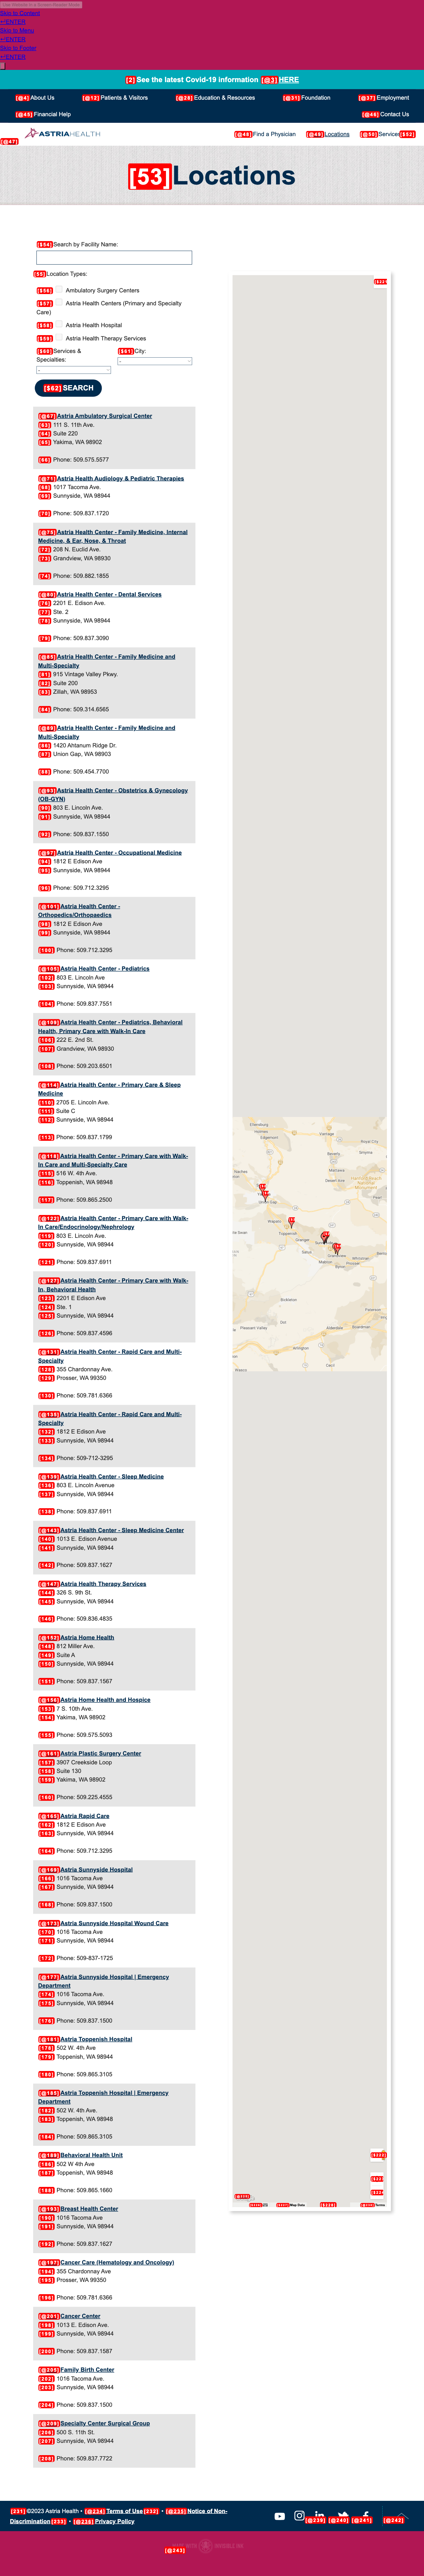 Skip to Content
↵ENTER
Skip to Menu
↵ENTER
Skip to Footer
↵ENTER
[2] See the latest Covid-19 information [@3] HERE
[@4] About Us [@12] Patients & Visitors [@28] Education & Resources [@31] Foundation [@37] Employment
[@45] Financial Help [@46] Contact Us
[@47] ASTRIA HEALTH [@48] Find a Physician [@49] Locations [@50] Services [@52]
[53] Locations
[$54] Search by Facility Name:
[55] Location Types:
[$56] Ambulatory Surgery Centers
[$57] Astria Health Centers (Primary and Specialty
Care)
[$58] Astria Health Hospital
[$59] Astria Health Therapy Services
[$60] Services &
Specialties:
[$61] City:
[$62] SEARCH
[@67] Astria Ambulatory Surgical Center
[63] 111 S. 11th Ave.
[64] Suite 220
[65] Yakima, WA 98902
[66] Phone: 509.575.5577
[@71] Astria Health Audiology & Pediatric Therapies
[68] 1017 Tacoma Ave.
[69] Sunnyside, WA 98944
[70] Phone: 509.837.1720
[@75] Astria Health Center - Family Medicine, Internal
Medicine, & Ear, Nose, & Throat
[72] 208 N. Euclid Ave.
[73] Grandview, WA 98930
[74] Phone: 509.882.1855
[@80] Astria Health Center - Dental Services
[76] 2201 E. Edison Ave.
[77] Ste. 2
[78] Sunnyside, WA 98944
[79] Phone: 509.837.3090
[@85] Astria Health Center - Family Medicine and
Multi-Specialty
[81] 915 Vintage Valley Pkwy.
[82] Suite 200
[83] Zillah, WA 98953
[84] Phone: 509.314.6565
[@89] Astria Health Center - Family Medicine and
Multi-Specialty
[86] 1420 Ahtanum Ridge Dr.
[87] Union Gap, WA 98903
[88] Phone: 509.454.7700
[@93] Astria Health Center - Obstetrics & Gynecology
(OB-GYN)
[90] 803 E. Lincoln Ave.
[91] Sunnyside, WA 98944
[92] Phone: 509.837.1550
[@97] Astria Health Center - Occupational Medicine
[94] 1812 E Edison Ave
[95] Sunnyside, WA 98944
[96] Phone: 509.712.3295
[@101] Astria Health Center -
Orthopedics/Orthopaedics
[98] 1812 E Edison Ave
[99] Sunnyside, WA 98944
[100] Phone: 509.712.3295
[@105] Astria Health Center - Pediatrics
[102] 803 E. Lincoln Ave
[103] Sunnyside, WA 98944
[104] Phone: 509.837.7551
[@109] Astria Health Center - Pediatrics, Behavioral
Health, Primary Care with Walk-In Care
[106] 222 E. 2nd St.
[107] Grandview, WA 98930
[108] Phone: 509.203.6501
[@114] Astria Health Center - Primary Care & Sleep
Medicine
[110] 2705 E. Lincoln Ave.
[111] Suite C
[112] Sunnyside, WA 98944
[113] Phone: 509.837.1799
[@118] Astria Health Center - Primary Care with Walk-
In Care and Multi-Specialty Care
[115] 516 W. 4th Ave.
[116] Toppenish, WA 98948
[117] Phone: 509.865.2500
[@122] Astria Health Center - Primary Care with Walk-
In Care/Endocrinology/Nephrology
[119] 803 E. Lincoln Ave.
[120] Sunnyside, WA 98944
[121] Phone: 509.837.6911
[@127] Astria Health Center - Primary Care with Walk-
In, Behavioral Health
[123] 2201 E Edison Ave
[124] Ste. 1
[125] Sunnyside, WA 98944
[126] Phone: 509.837.4596
[@131] Astria Health Center - Rapid Care and Multi-
Specialty
[128] 355 Chardonnay Ave.
[129] Prosser, WA 99350
[130] Phone: 509.781.6366
[@135] Astria Health Center - Rapid Care and Multi-
Specialty
[132] 1812 E Edison Ave
[133] Sunnyside, WA 98944
[134] Phone: 509-712-3295
[@139] Astria Health Center - Sleep Medicine
[136] 803 E. Lincoln Avenue
[137] Sunnyside, WA 98944
[138] Phone: 509.837.6911
[@143] Astria Health Center - Sleep Medicine Center
[140] 1013 E. Edison Avenue
[141] Sunnyside, WA 98944
[142] Phone: 509.837.1627
[@147] Astria Health Therapy Services
[144] 326 S. 9th St.
[145] Sunnyside, WA 98944
[146] Phone: 509.836.4835
[@152] Astria Home Health
[148] 812 Miller Ave.
[149] Suite A
[150] Sunnyside, WA 98944
[151] Phone: 509.837.1567
[@156] Astria Home Health and Hospice
[153] 7 S. 10th Ave.
[154] Yakima, WA 98902
[155] Phone: 509.575.5093
[@161] Astria Plastic Surgery Center
[157] 3907 Creekside Loop
[158] Suite 130
[159] Yakima, WA 98902
[160] Phone: 509.225.4555
[@165] Astria Rapid Care
[162] 1812 E Edison Ave
[163] Sunnyside, WA 98944
[164] Phone: 509.712.3295
[@169] Astria Sunnyside Hospital
[166] 1016 Tacoma Ave
[167] Sunnyside, WA 98944
[168] Phone: 509.837.1500
[@173] Astria Sunnyside Hospital Wound Care
[170] 1016 Tacoma Ave
[171] Sunnyside, WA 98944
[172] Phone: 509-837-1725
[@177] Astria Sunnyside Hospital | Emergency
Department
[174] 1016 Tacoma Ave.
[175] Sunnyside, WA 98944
[176] Phone: 509.837.1500
[@181] Astria Toppenish Hospital
[178] 502 W. 4th Ave
[179] Toppenish, WA 98944
[180] Phone: 509.865.3105
[@185] Astria Toppenish Hospital | Emergency
Department
[182] 502 W. 4th Ave.
[183] Toppenish, WA 98948
[184] Phone: 509.865.3105
[@189] Behavioral Health Unit
[186] 502 W 4th Ave
[187] Toppenish, WA 98948
[188] Phone: 509.865.1660
[@193] Breast Health Center
[190] 1016 Tacoma Ave
[191] Sunnyside, WA 98944
[192] Phone: 509.837.1627
[@197] Cancer Care (Hematology and Oncology)
[194] 355 Chardonnay Ave
[195] Prosser, WA 99350
[196] Phone: 509.781.6366
[@201] Cancer Center
[198] 1013 E. Edison Ave.
[199] Sunnyside, WA 98944
[200] Phone: 509.837.1587
[@205] Family Birth Center
[202] 1016 Tacoma Ave.
[203] Sunnyside, WA 98944
[204] Phone: 509.837.1500
[@209] Specialty Center Surgical Group
[206] 500 S. 11th St.
[207] Sunnyside, WA 98944
[208] Phone: 509.837.7722
[231] ©2023 Astria Health • [@234] Terms of Use [232] • [@235] Notice of Non-
Discrimination [233] • [@236] Privacy Policy
[@239] [@240] [@241] [@242]
[@243]